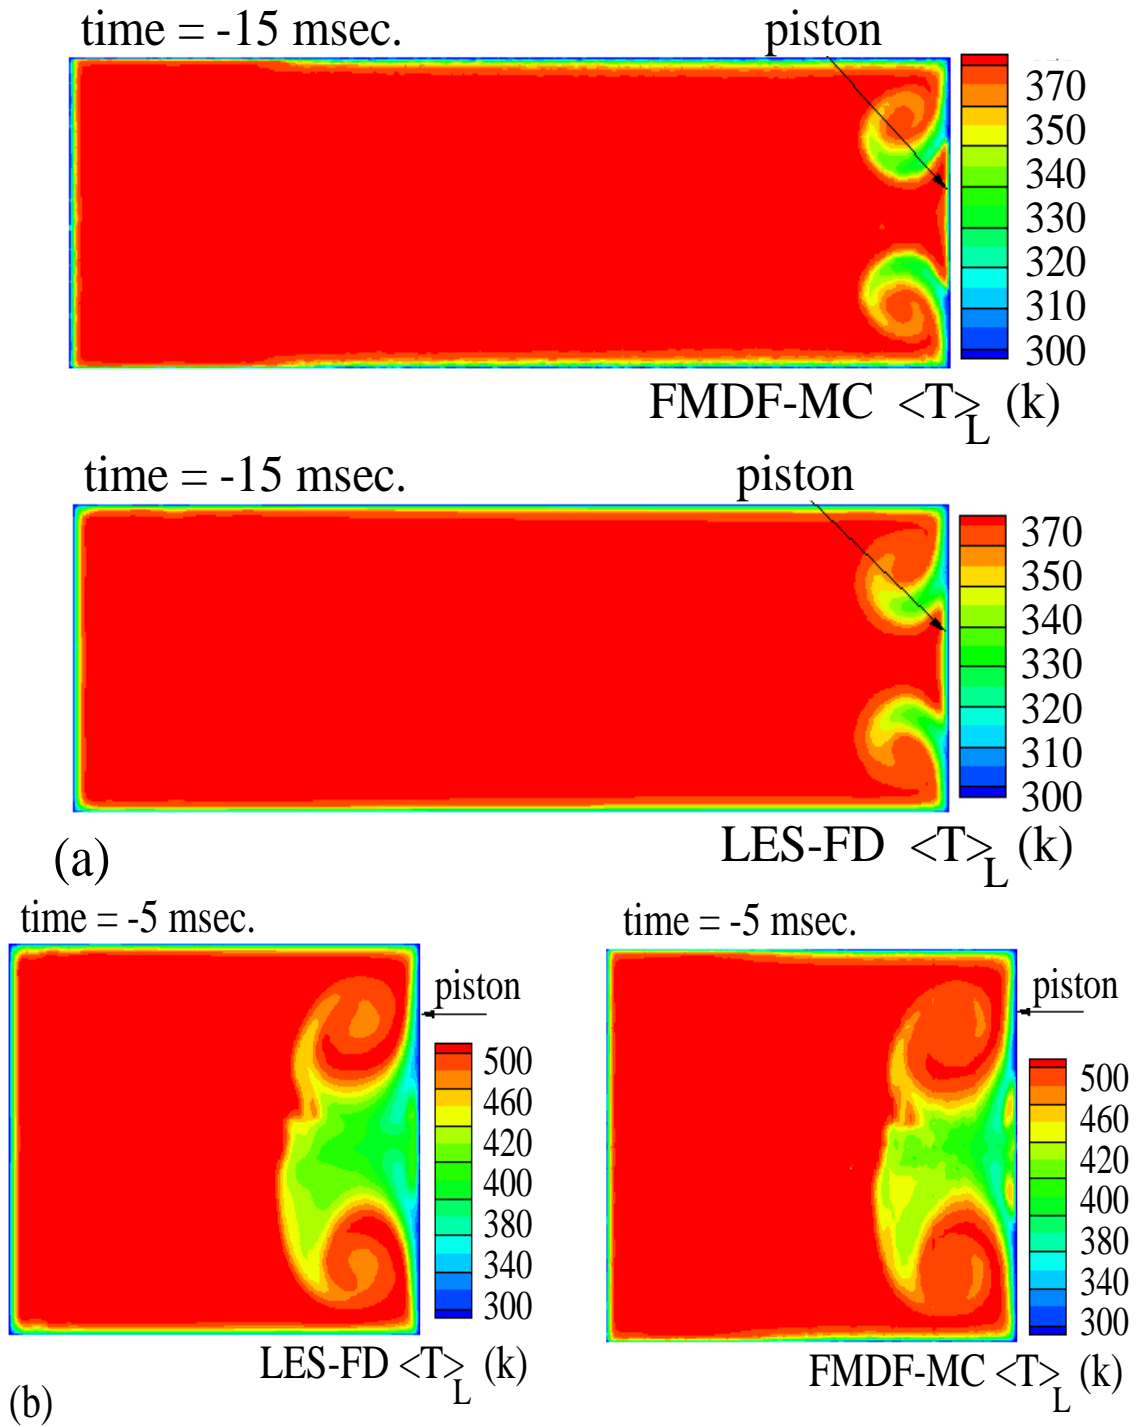 time = -15 msec.
piston
370
350
340
330
320
310
300
FMDF-MC <T>L (k)
time = -15 msec.
piston
370
350
340
330
320
310
300
LES-FD <T>L (k)
(a)
time = -5 msec.
piston
500
460
420
400
380
340
300
LES-FD <T>L (k)
time = -5 msec.
piston
500
460
420
400
380
340
300
FMDF-MC <T>L (k)
(b)